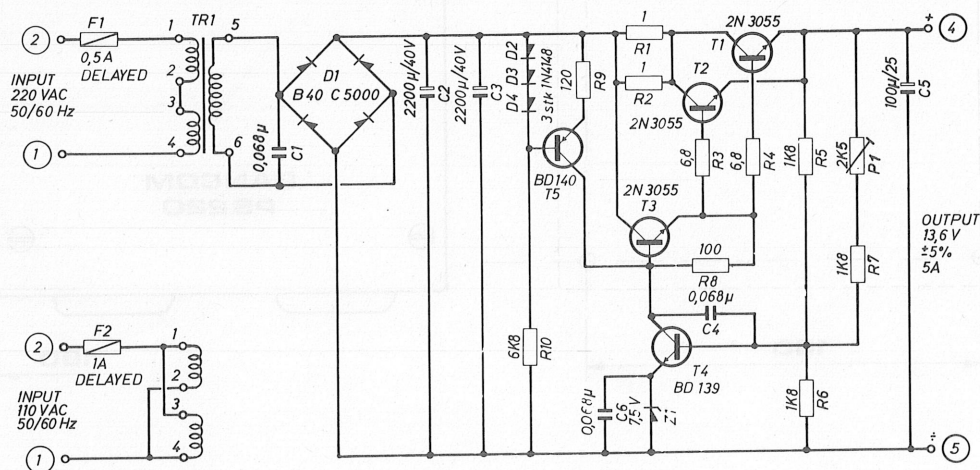 F1
2
0,5A
DELAYED
INPUT
220 VAC
50/60 Hz
1
TR1
1
2
3
4
5
6
D1
B40 C 5000
0,068µ
C1
2200µ/40V
C2
2200µ/40V
C3
D2
D3
D4
3 stk 1N4148
120
R9
BD140
T5
6K8
R10
1
R1
1
R2
2N 3055
T1
T2
2N 3055
6,8
R3
6,8
R4
2N 3055
T3
100
R8
0,068µ
C4
T4
BD 139
0,068µ
C6
7,5V
Z1
1K8
R5
2K5
P1
1K8
R7
1K8
R6
100µ/25
C5
+
4
OUTPUT
13,6 V
±5%
5A
÷
5
F2
2
1A
DELAYED
INPUT
110 VAC
50/60 Hz
1
1
2
3
4